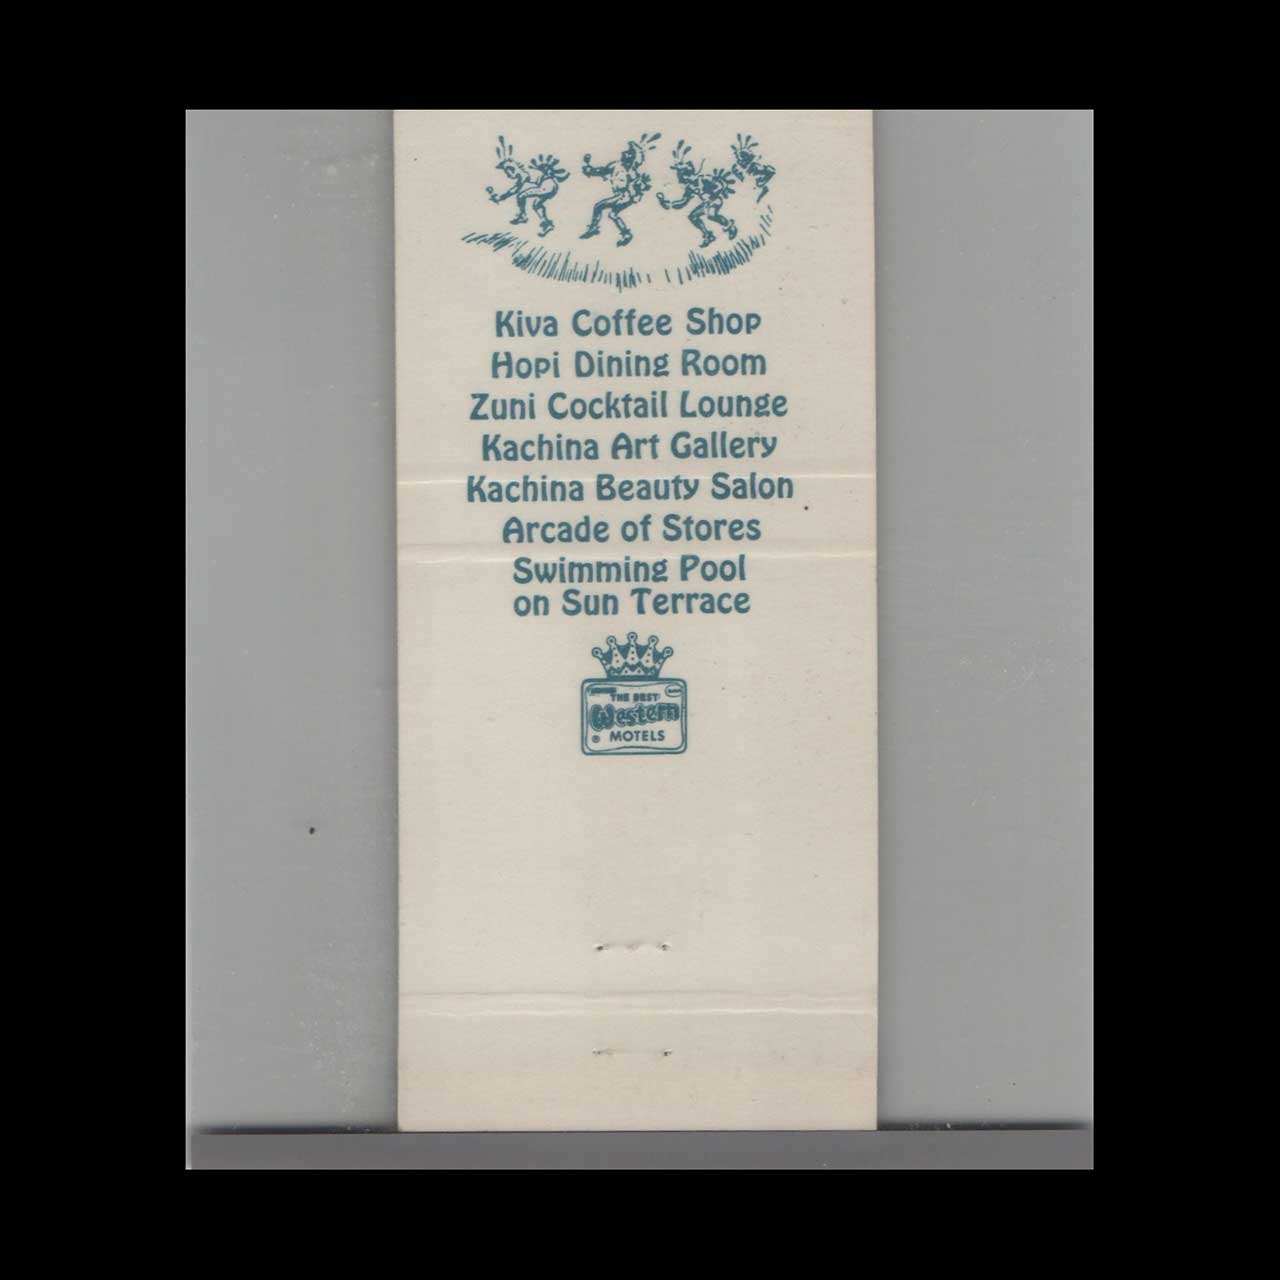 Kiva Coffee Shop
Hopi Dining Room
Zuni Cocktail Lounge
Kachina Art Gallery
Kachina Beauty Salon
Arcade of Stores
Swimming Pool
on Sun Terrace
THE BEST
Western
® MOTELS